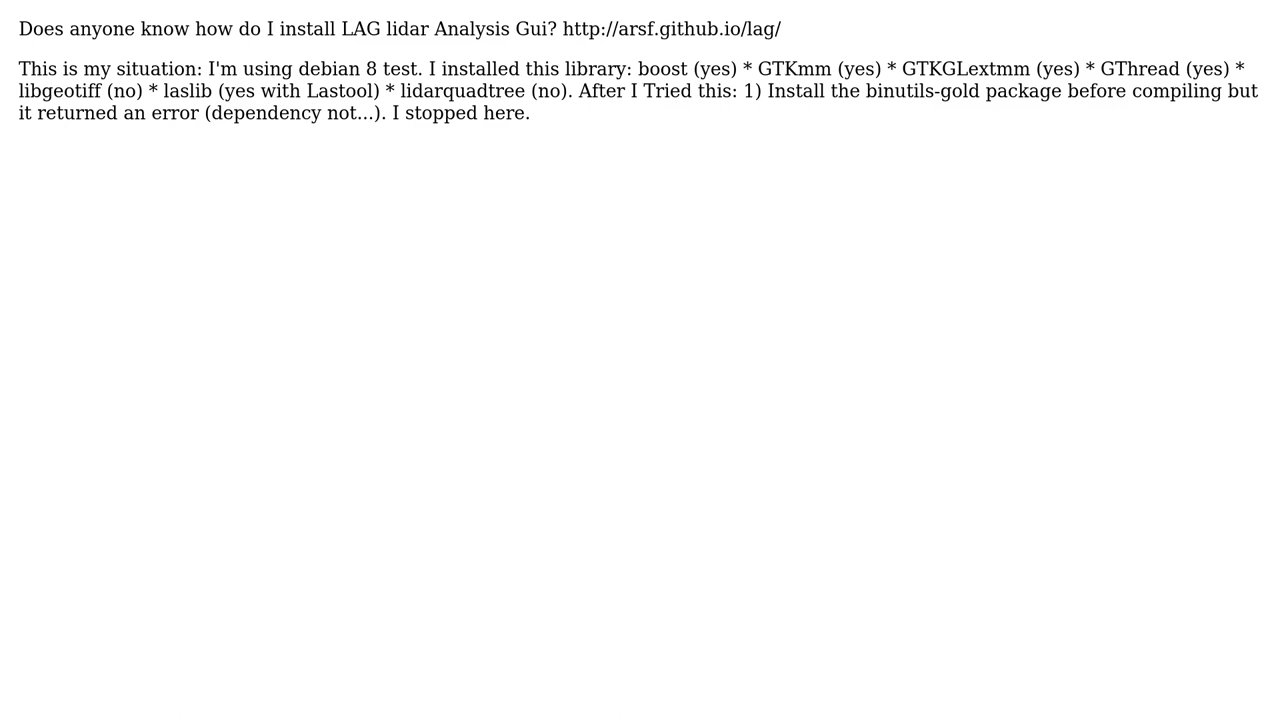 Does anyone know how do I install LAG lidar Analysis Gui? http://arsf.github.io/lag/
This is my situation: I'm using debian 8 test. I installed this library: boost (yes) * GTKmm (yes) * GTKGLextmm (yes) * GThread (yes) *
libgeotiff (no) * laslib (yes with Lastool) * lidarquadtree (no). After I Tried this: 1) Install the binutils-gold package before compiling but
it returned an error (dependency not...). I stopped here.